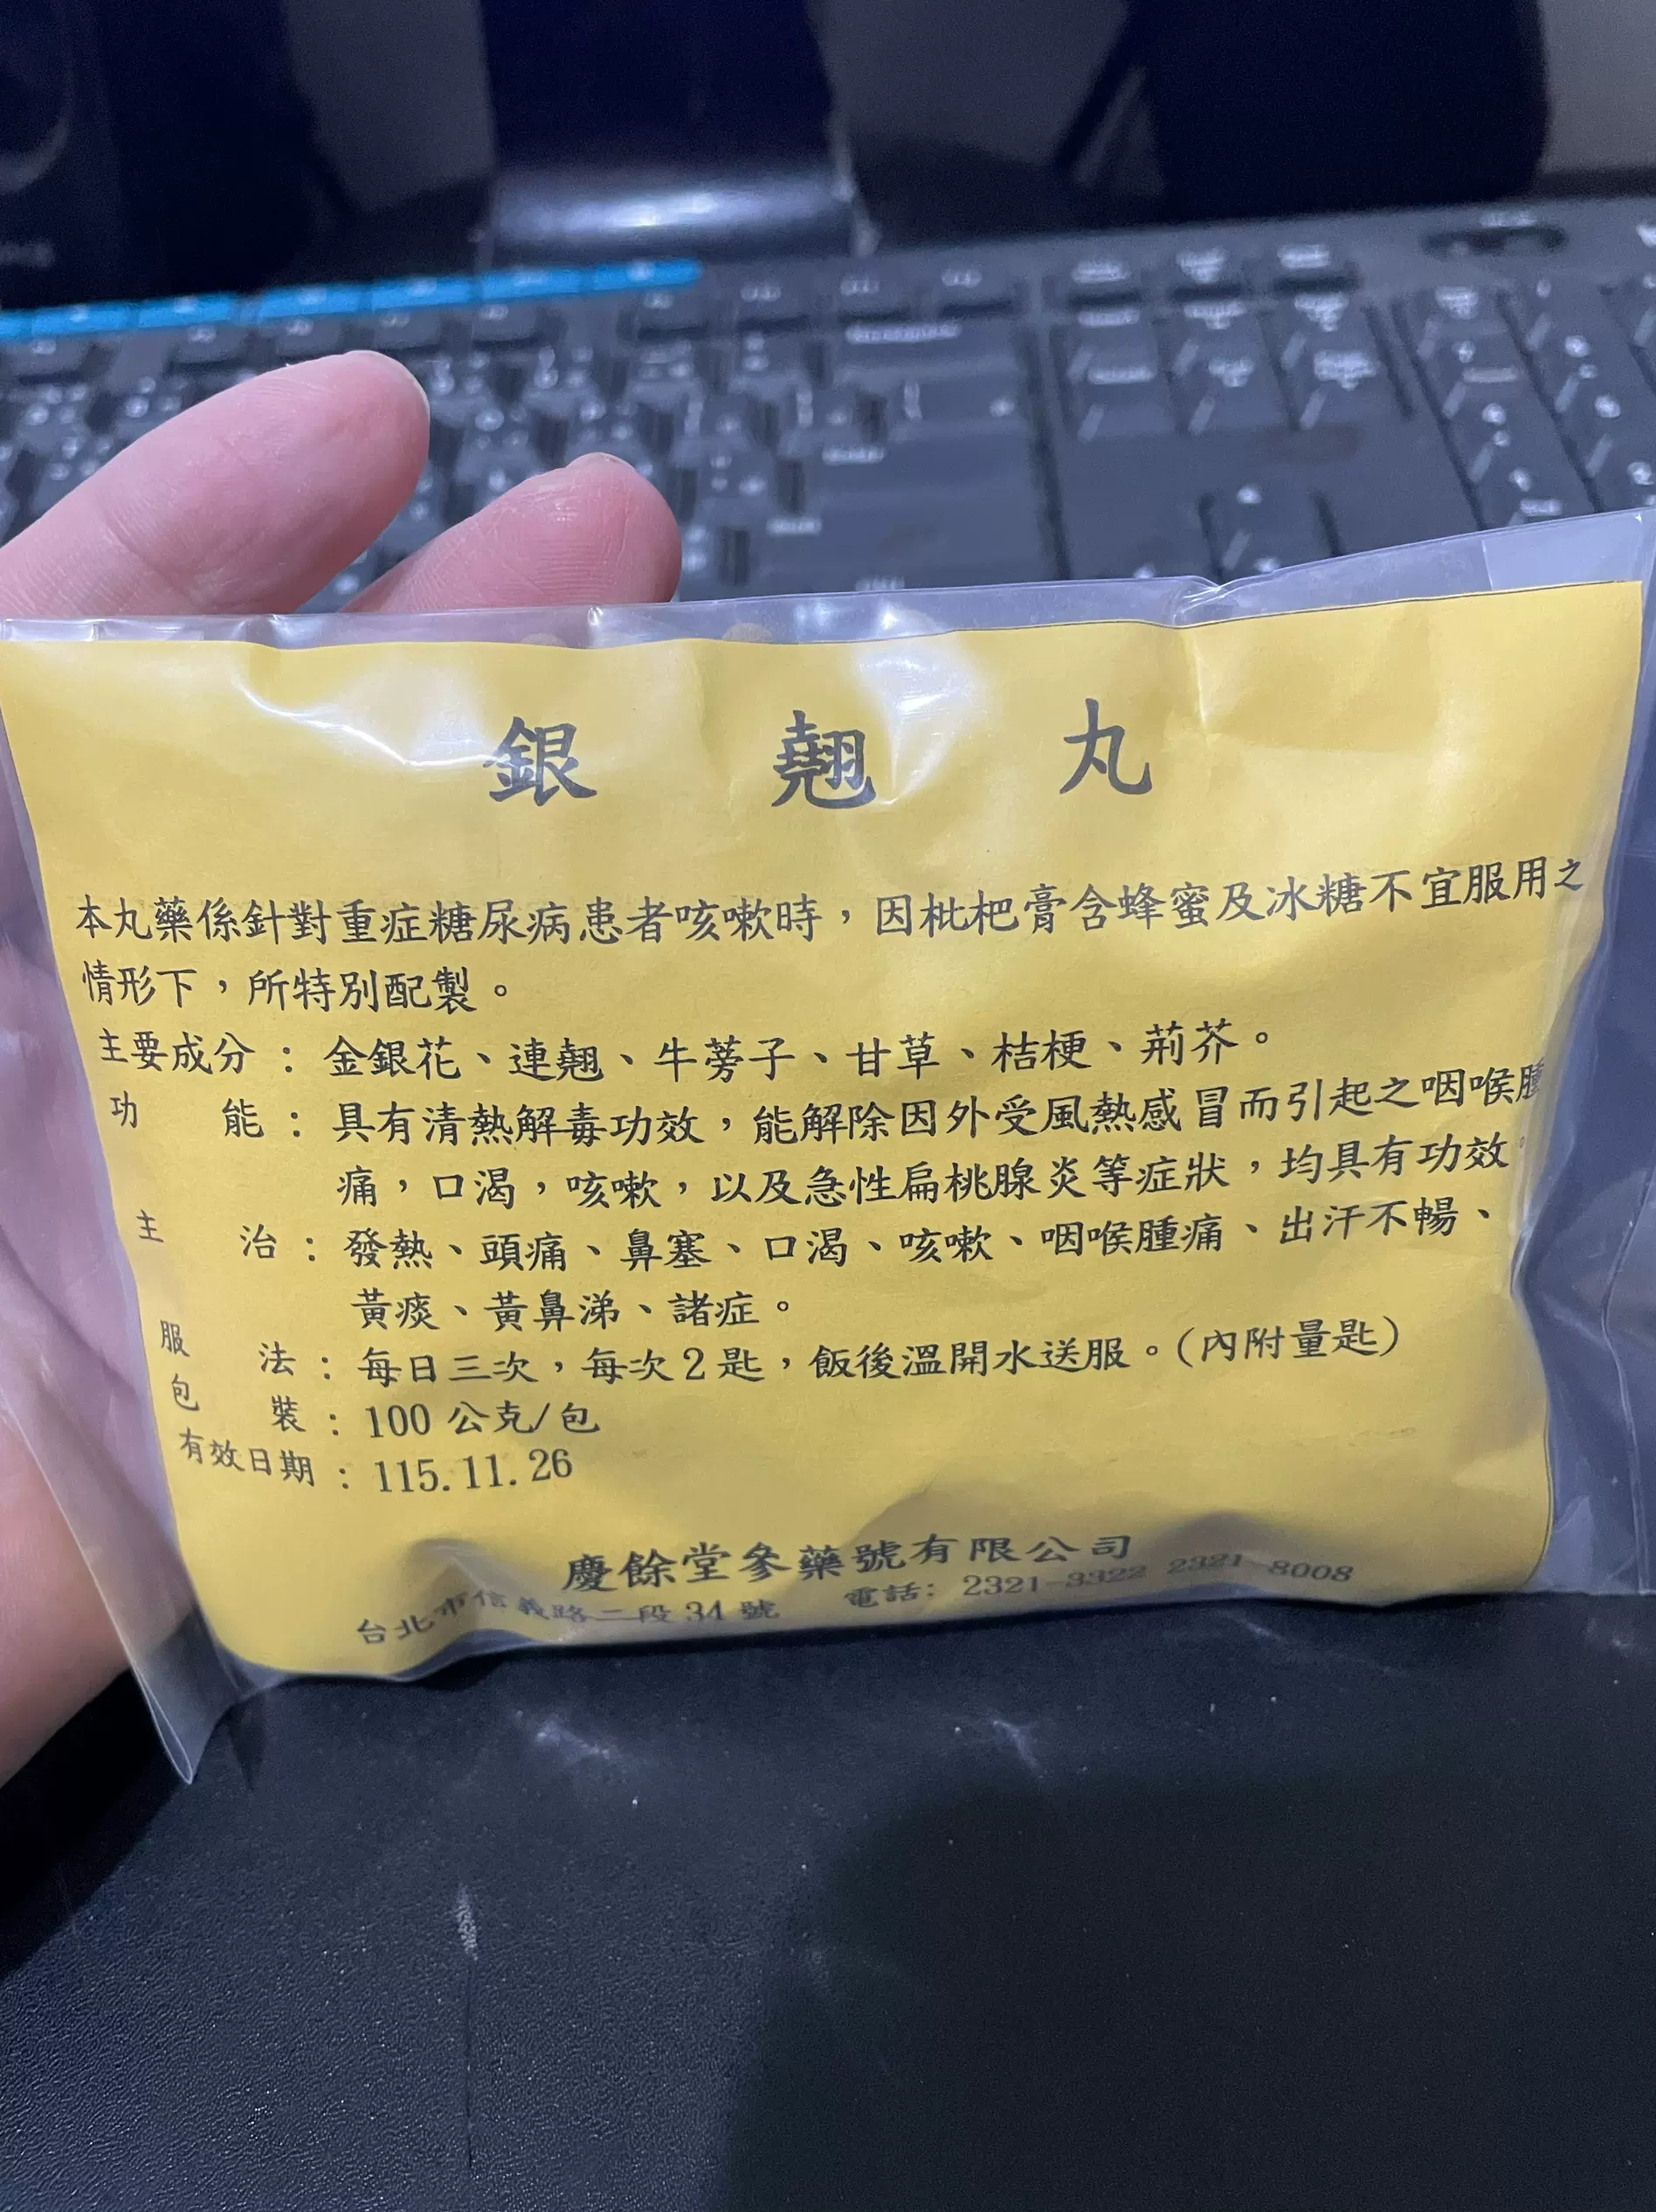 銀翹丸
本丸藥係針對重症糖尿病患者咳嗽時，因枇杷膏含蜂蜜及冰糖不宜服用之
情形下，所特別配製。
主要成分：金銀花、連翹、牛蒡子、甘草、桔梗、荊芥。
功能：具有清熱解毒功效，能解除因外受風熱感冒而引起之咽喉腫
痛，口渴，咳嗽，以及急性扁桃腺炎等症狀，均具有功效。
主治：發熱、頭痛、鼻塞、口渴、咳嗽、咽喉腫痛、出汗不暢、
黃痰、黃鼻涕、諸症。
服法：每日三次，每次2匙，飯後溫開水送服。(內附量匙)
包裝：100公克/包
有效日期：115.11.26
慶餘堂參藥號有限公司
台北市信義路二段34號 電話：2321-3322 2321-8008